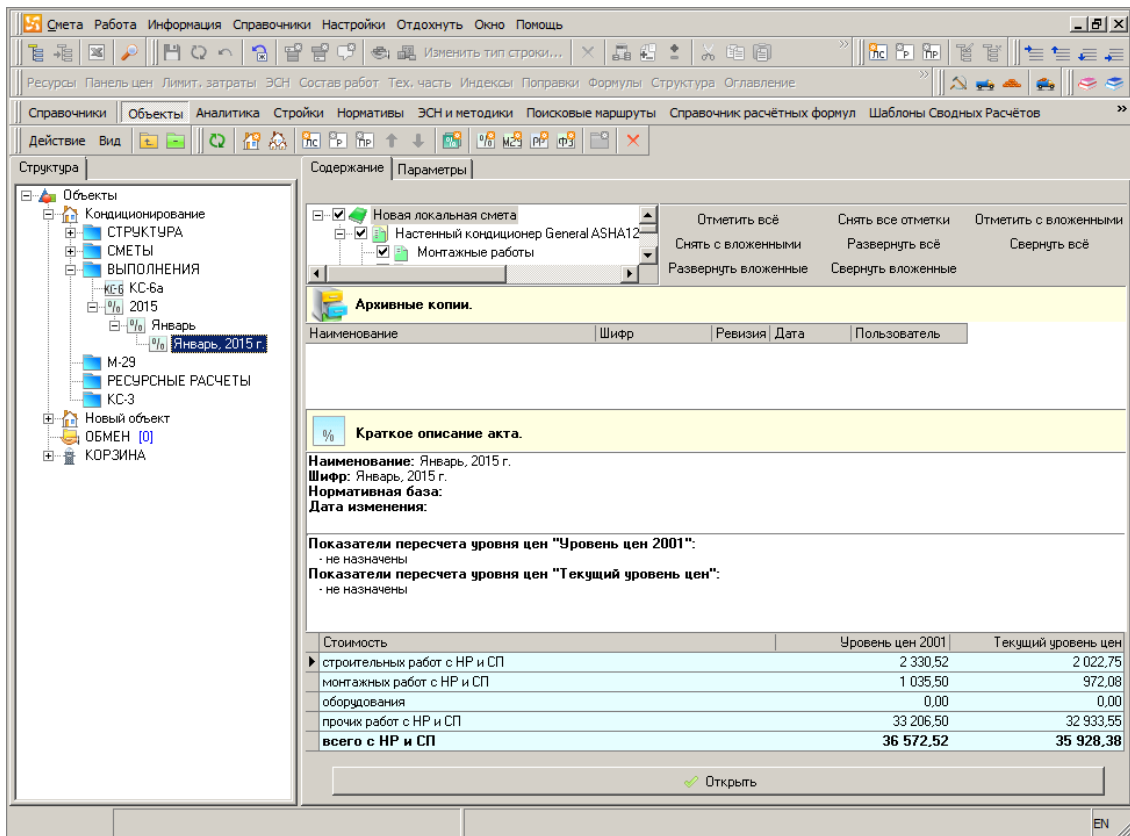 Смета Работа Информация Справочники Настройки Отдохнуть Окно Помощь
Изменить тип строки...
Ресурсы Панель цен Лимит. затраты ЭСН Состав работ Тех. часть Индексы Поправки Формулы Структура Оглавление
Справочники Объекты Аналитика Стройки Нормативы ЭСН и методики Поисковые маршруты Справочник расчётных формул Шаблоны Сводных Расчётов
Действие Вид
Структура
Содержание Параметры
Объекты
Кондиционирование
СТРУКТУРА
СМЕТЫ
ВЫПОЛНЕНИЯ
КС-6 КС-6а
% 2015
% Январь
% Январь, 2015 г.
М-29
РЕСУРСНЫЕ РАСЧЕТЫ
КС-3
Новый объект
ОБМЕН [0]
КОРЗИНА
Новая локальная смета
Настенный кондиционер General ASHA12
Монтажные работы
Отметить всё Снять все отметки Отметить с вложенными
Снять с вложенными Развернуть всё Свернуть всё
Развернуть вложенные Свернуть вложенные
Архивные копии.
Наименование Шифр Ревизия Дата Пользователь
% Краткое описание акта.
Наименование: Январь, 2015 г.
Шифр: Январь, 2015 г.
Нормативная база:
Дата изменения:
Показатели пересчета уровня цен "Уровень цен 2001":
- не назначены
Показатели пересчета уровня цен "Текущий уровень цен":
- не назначены
Стоимость Уровень цен 2001 Текущий уровень цен
строительных работ с НР и СП 2 330,52 2 022,75
монтажных работ с НР и СП 1 035,50 972,08
оборудования 0,00 0,00
прочих работ с НР и СП 33 206,50 32 933,55
всего с НР и СП 36 572,52 35 928,38
Открыть
EN